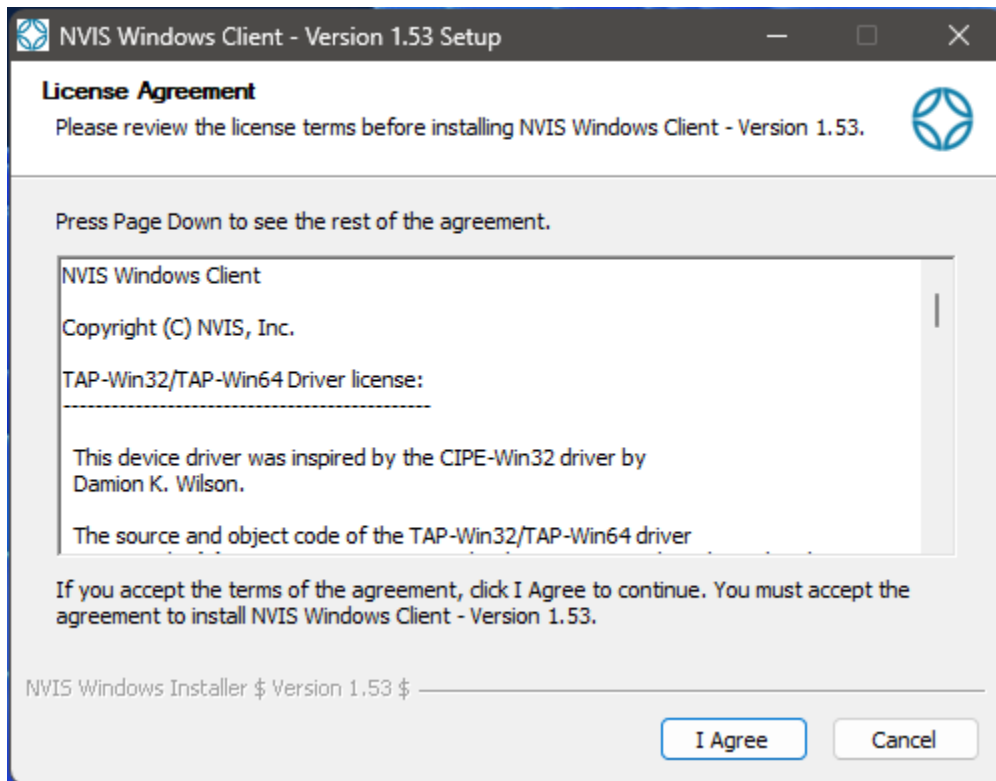 NVIS Windows Client - Version 1.53 Setup
License Agreement
Please review the license terms before installing NVIS Windows Client - Version 1.53.
Press Page Down to see the rest of the agreement.
NVIS Windows Client
Copyright (C) NVIS, Inc.
TAP-Win32/TAP-Win64 Driver license:
----------------------------------------------
This device driver was inspired by the CIPE-Win32 driver by
Damion K. Wilson.
The source and object code of the TAP-Win32/TAP-Win64 driver
If you accept the terms of the agreement, click I Agree to continue. You must accept the
agreement to install NVIS Windows Client - Version 1.53.
NVIS Windows Installer $ Version 1.53 $
I Agree
Cancel